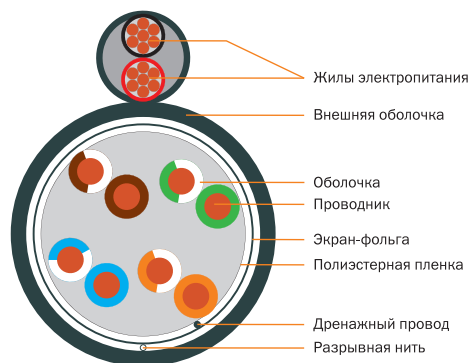 Жилы электропитания
Внешняя оболочка
Оболочка
Проводник
Экран-фольга
Полиэстерная пленка
Дренажный провод
Разрывная нить